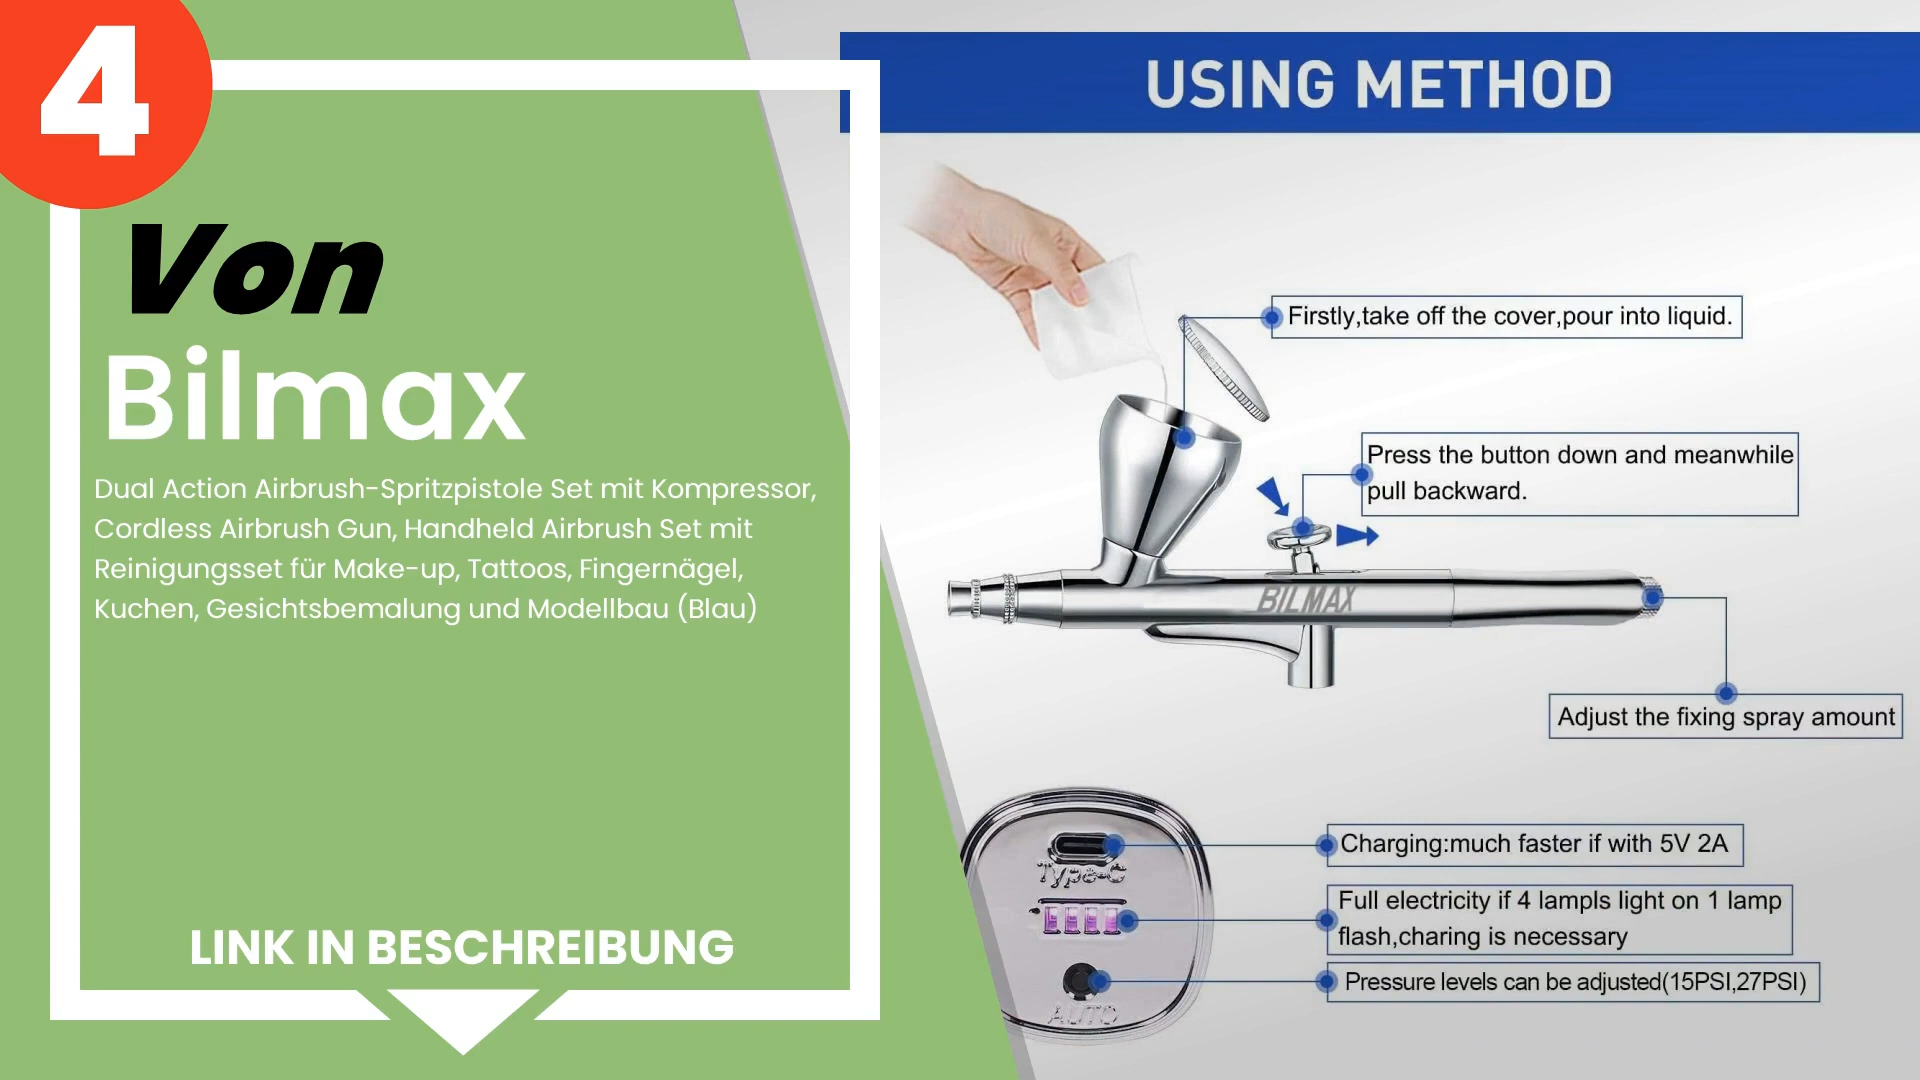 4
Von
Bilmax
Dual Action Airbrush-Spritzpistole Set mit Kompressor,
Cordless Airbrush Gun, Handheld Airbrush Set mit
Reinigungsset für Make-up, Tattoos, Fingernägel,
Kuchen, Gesichtsbemalung und Modellbau (Blau)
LINK IN BESCHREIBUNG
USING METHOD
Firstly,take off the cover,pour into liquid.
Press the button down and meanwhile
pull backward.
BILMAX
Adjust the fixing spray amount
Charging:much faster if with 5V 2A
Type-C
Full electricity if 4 lampls light on 1 lamp
flash,charing is necessary
Pressure levels can be adjusted(15PSI,27PSI)
AUTO